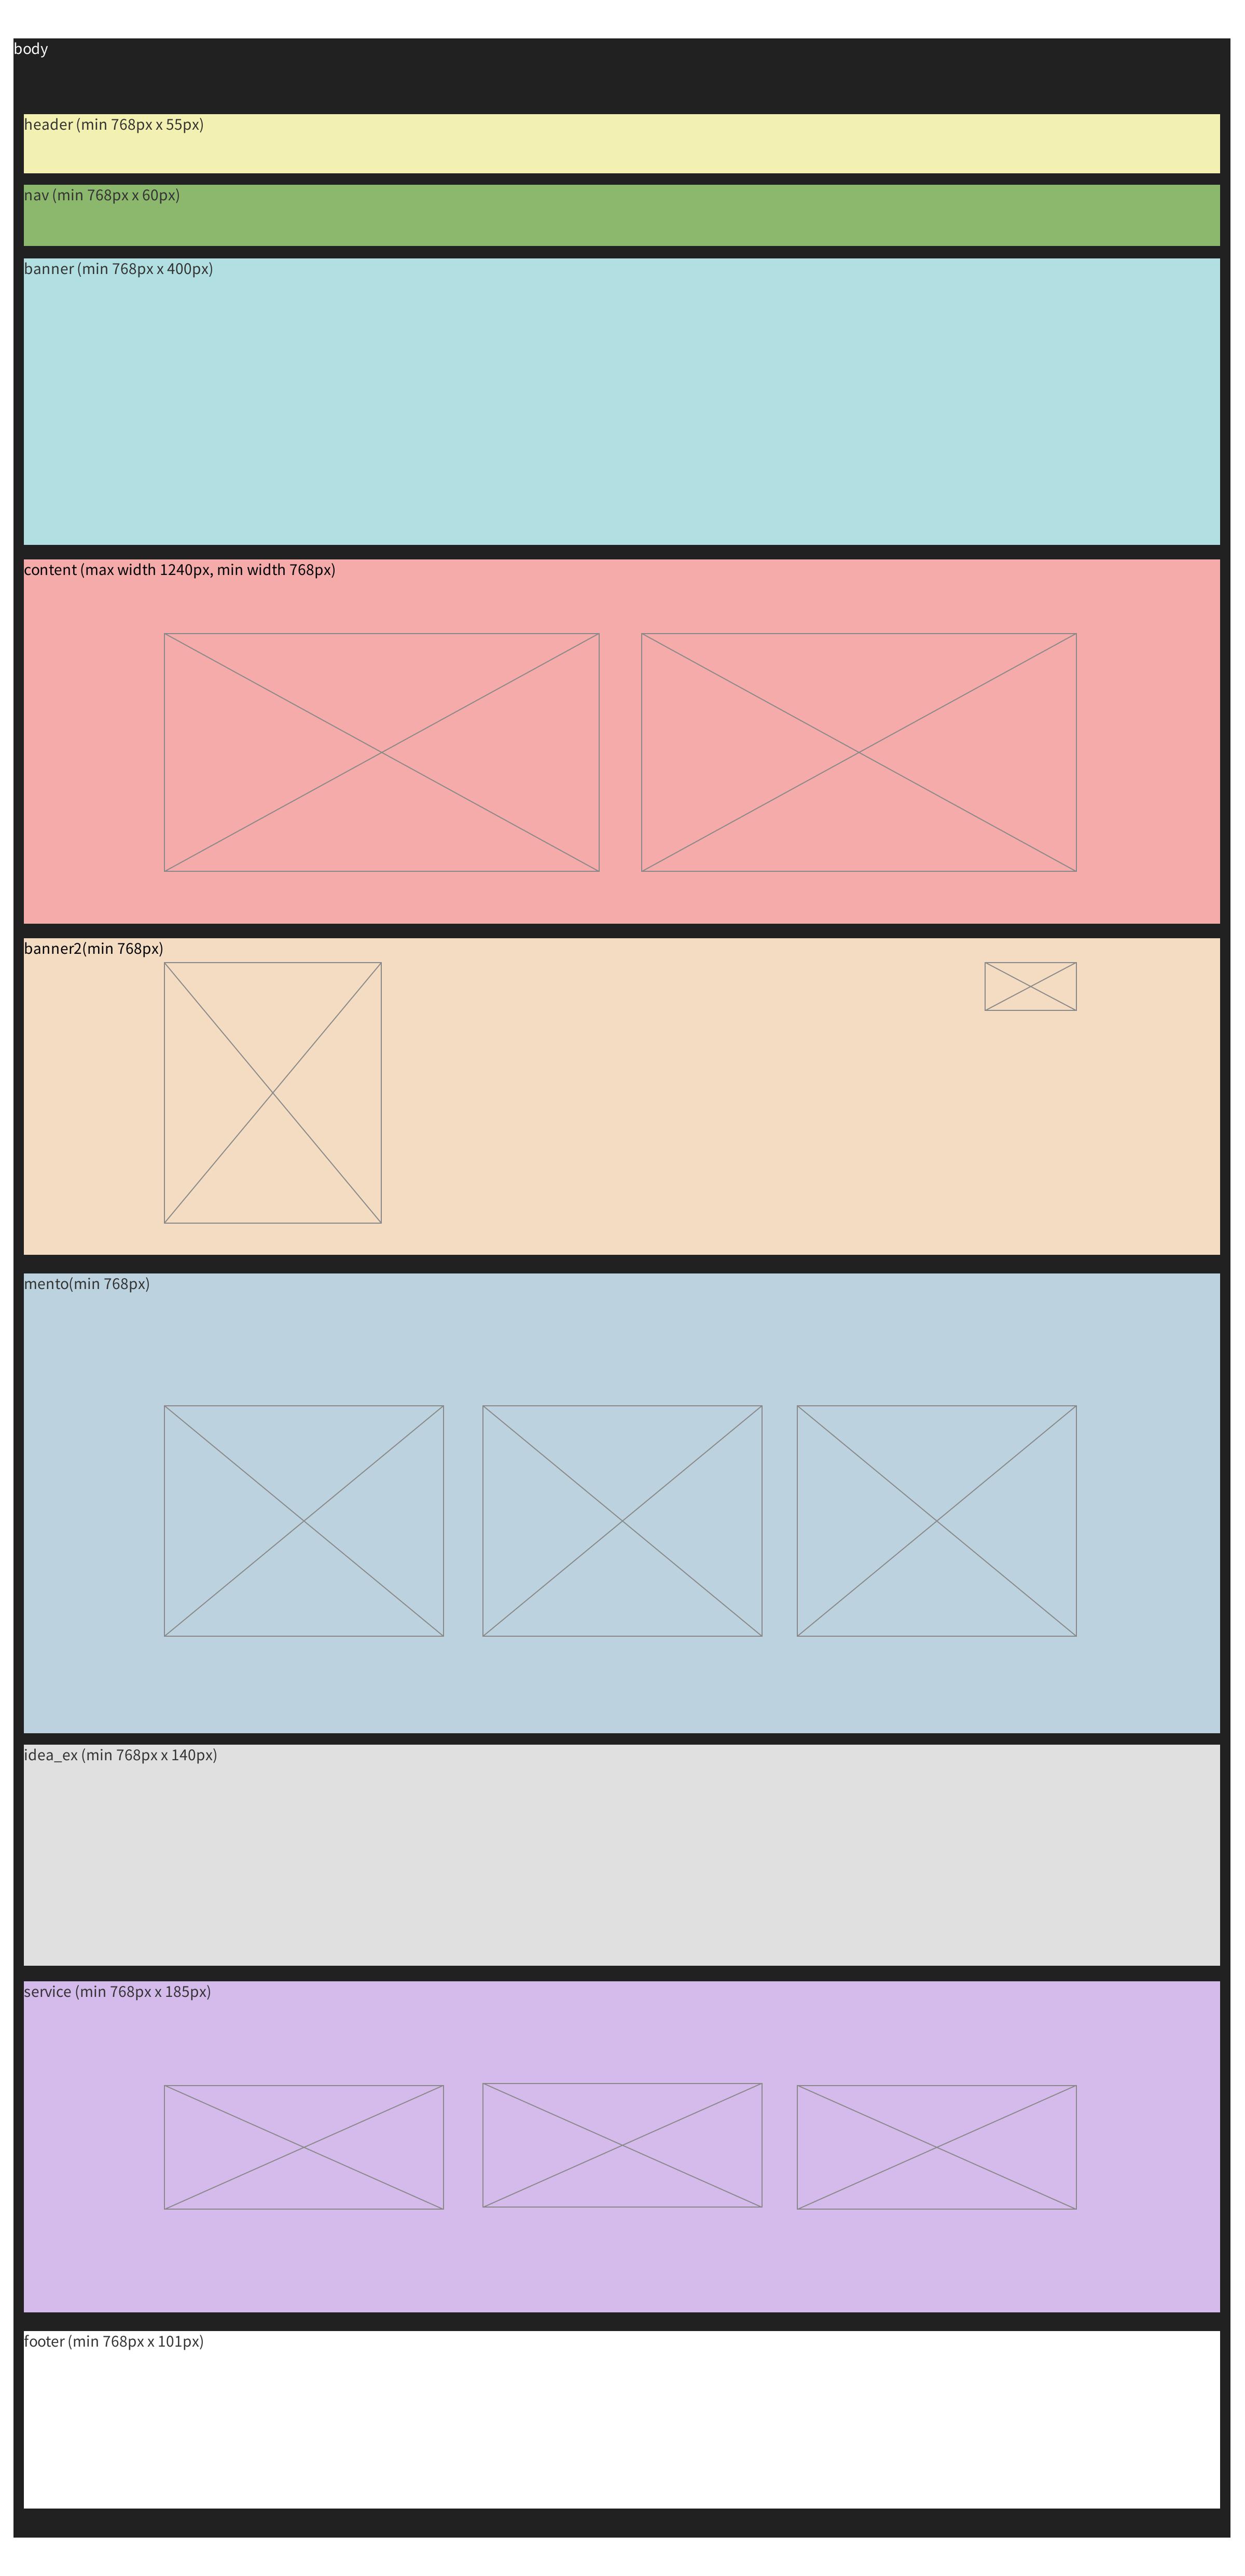 body
header (min 768px x 55px)
nav (min 768px x 60px)
banner (min 768px x 400px)
content (max width 1240px, min width 768px)
banner2(min 768px)
mento(min 768px)
idea_ex (min 768px x 140px)
service (min 768px x 185px)
footer (min 768px x 101px)